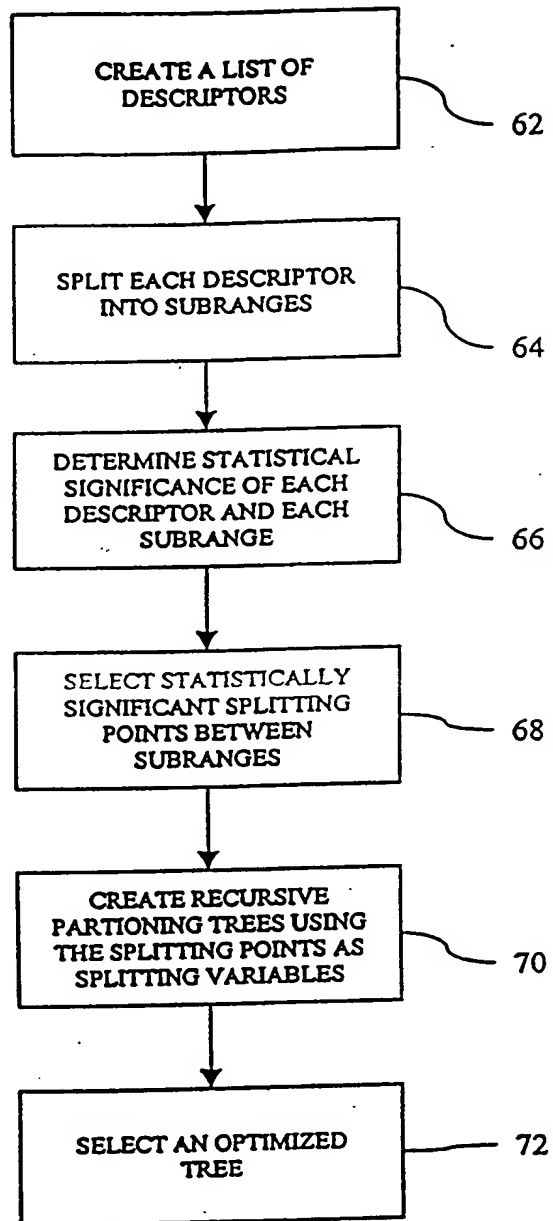 CREATE A LIST OF
DESCRIPTORS
62
SPLIT EACH DESCRIPTOR
INTO SUBRANGES
64
DETERMINE STATISTICAL
SIGNIFICANCE OF EACH
DESCRIPTOR AND EACH
SUBRANGE
66
SELECT STATISTICALLY
SIGNIFICANT SPLITTING
POINTS BETWEEN
SUBRANGES
68
CREATE RECURSIVE
PARTIONING TREES USING
THE SPLITTING POINTS AS
SPLITTING VARIABLES
70
SELECT AN OPTIMIZED
TREE
72